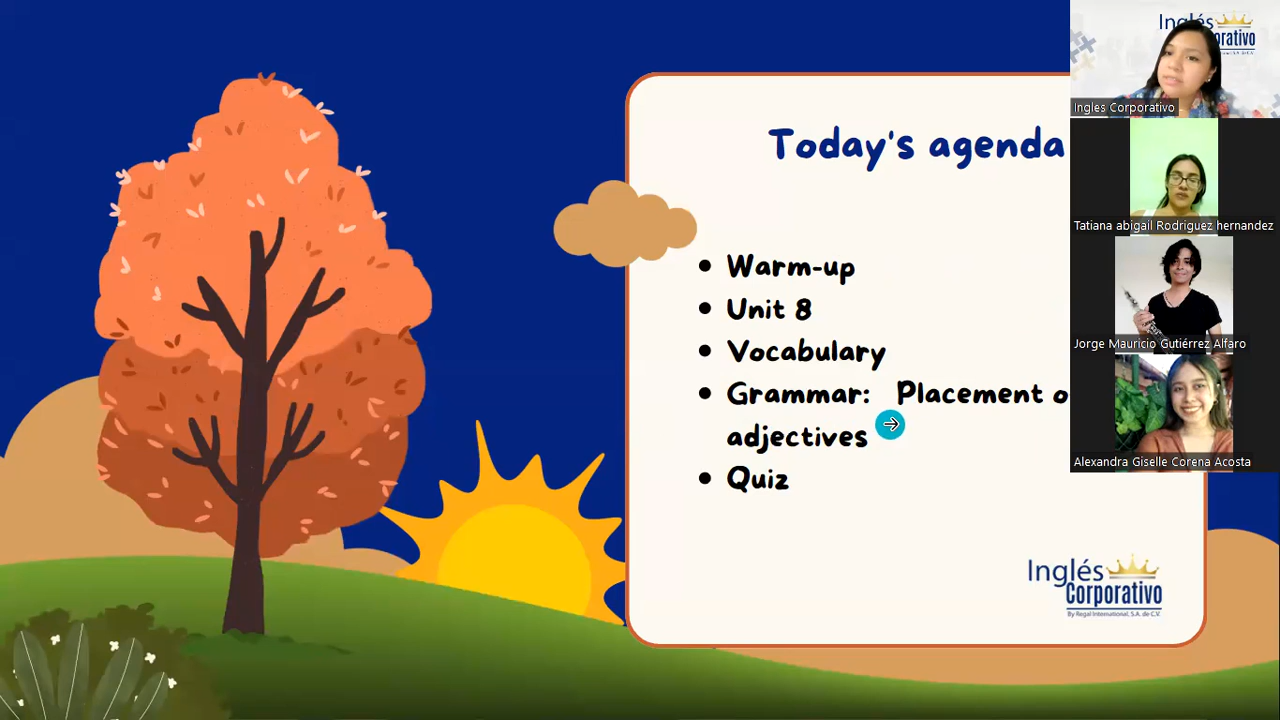 Today's agenda
Warm-up
Unit 8
Vocabulary
Grammar: Placement o
adjectives
Quiz
Inglés
Corporativo
By Regal International, S.A. de C.V.
Inglés
orativo
Ingles Corporativo
Tatiana abigail Rodriguez hernandez
Jorge Mauricio Gutiérrez Alfaro
Alexandra Giselle Corena Acosta